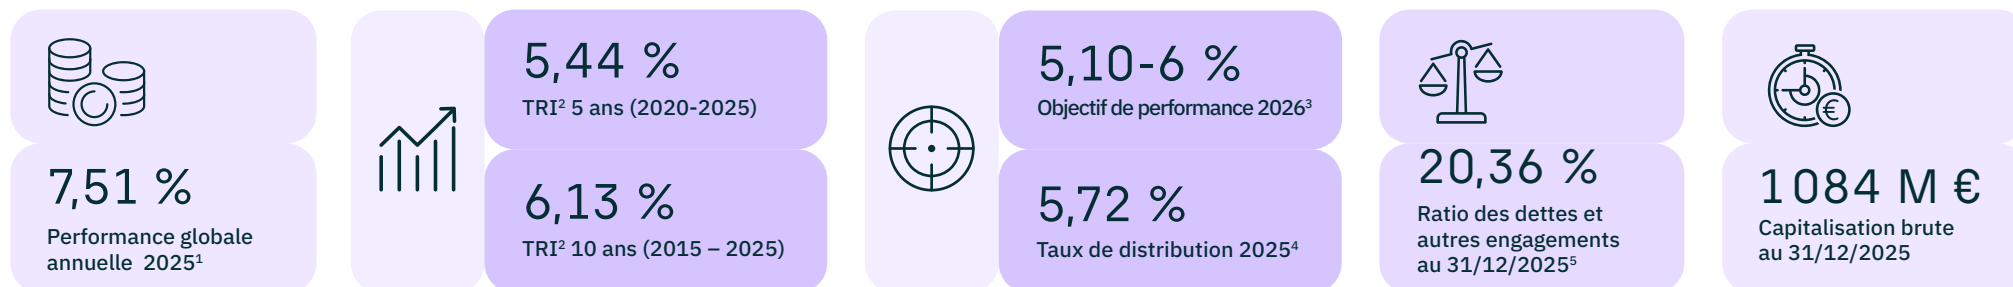 7,51 %
Performance globale
annuelle 2025¹
5,44 %
TRI² 5 ans (2020-2025)
6,13 %
TRI² 10 ans (2015 – 2025)
5,10-6 %
Objectif de performance 2026³
5,72 %
Taux de distribution 2025⁴
20,36 %
Ratio des dettes et
autres engagements
au 31/12/2025⁵
€
1 084 M €
Capitalisation brute
au 31/12/2025